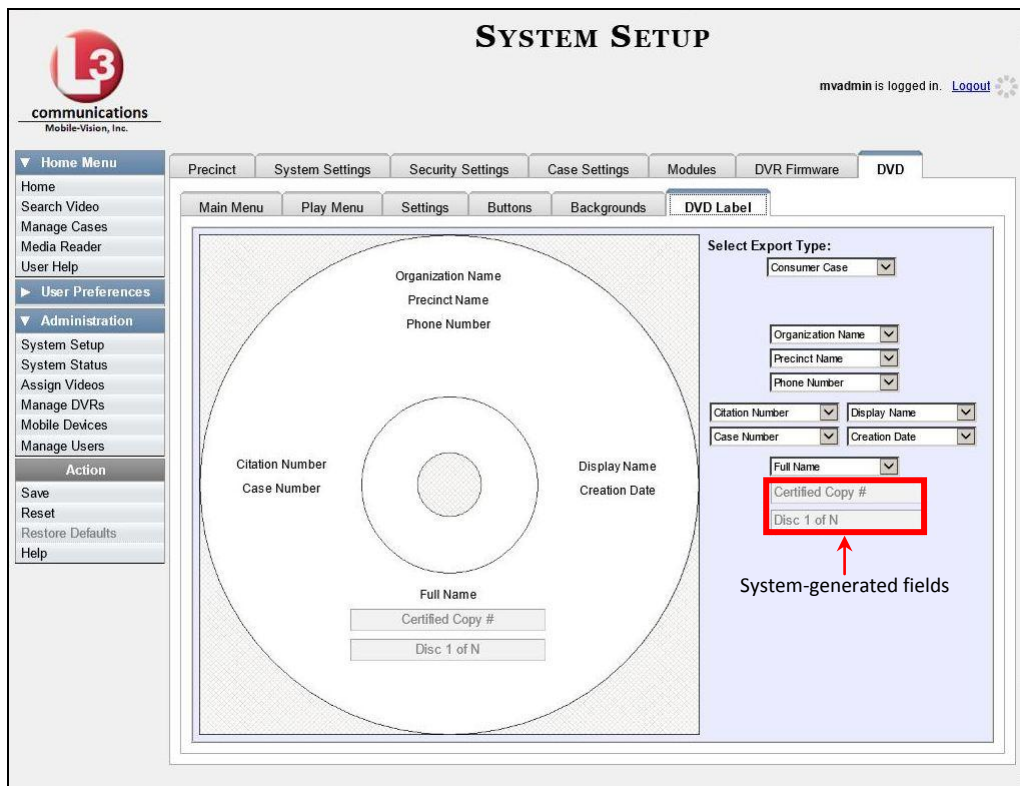 SYSTEM SETUP
L3
communications
Mobile-Vision, Inc.
mvadmin is logged in. Logout
▼ Home Menu
Home
Search Video
Manage Cases
Media Reader
User Help
▶ User Preferences
▼ Administration
System Setup
System Status
Assign Videos
Manage DVRs
Mobile Devices
Manage Users
Action
Save
Reset
Restore Defaults
Help
Precinct System Settings Security Settings Case Settings Modules DVR Firmware DVD
Main Menu Play Menu Settings Buttons Backgrounds DVD Label
Organization Name
Precinct Name
Phone Number
Citation Number Display Name
Case Number Creation Date
Full Name
Certified Copy #
Disc 1 of N
Select Export Type:
Consumer Case
Organization Name
Precinct Name
Phone Number
Citation Number Display Name
Case Number Creation Date
Full Name
Certified Copy #
Disc 1 of N
System-generated fields